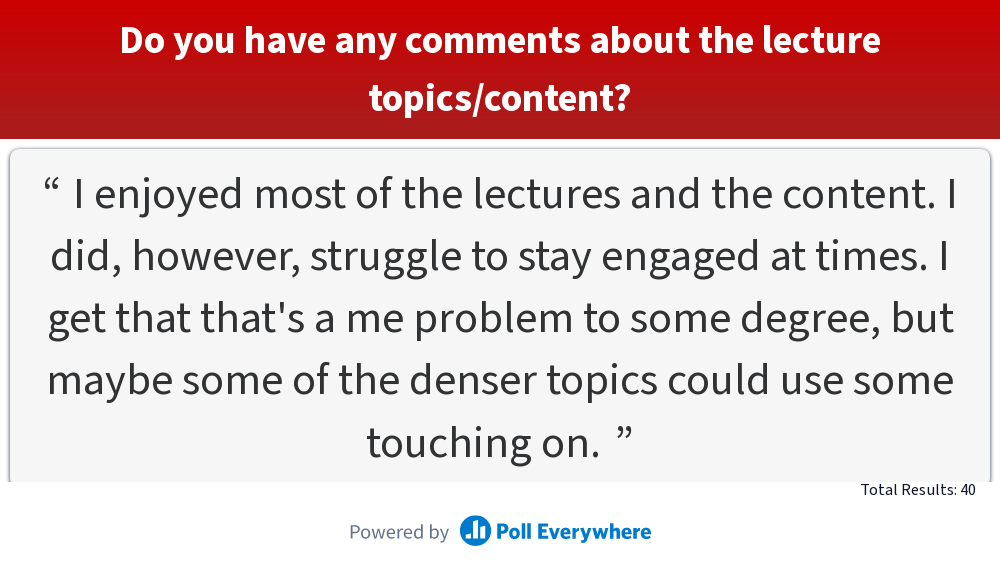 Do you have any comments about the lecture
topics/content?
“ I enjoyed most of the lectures and the content. I
did, however, struggle to stay engaged at times. I
get that that's a me problem to some degree, but
maybe some of the denser topics could use some
touching on. ”
Total Results: 40
Powered by Poll Everywhere